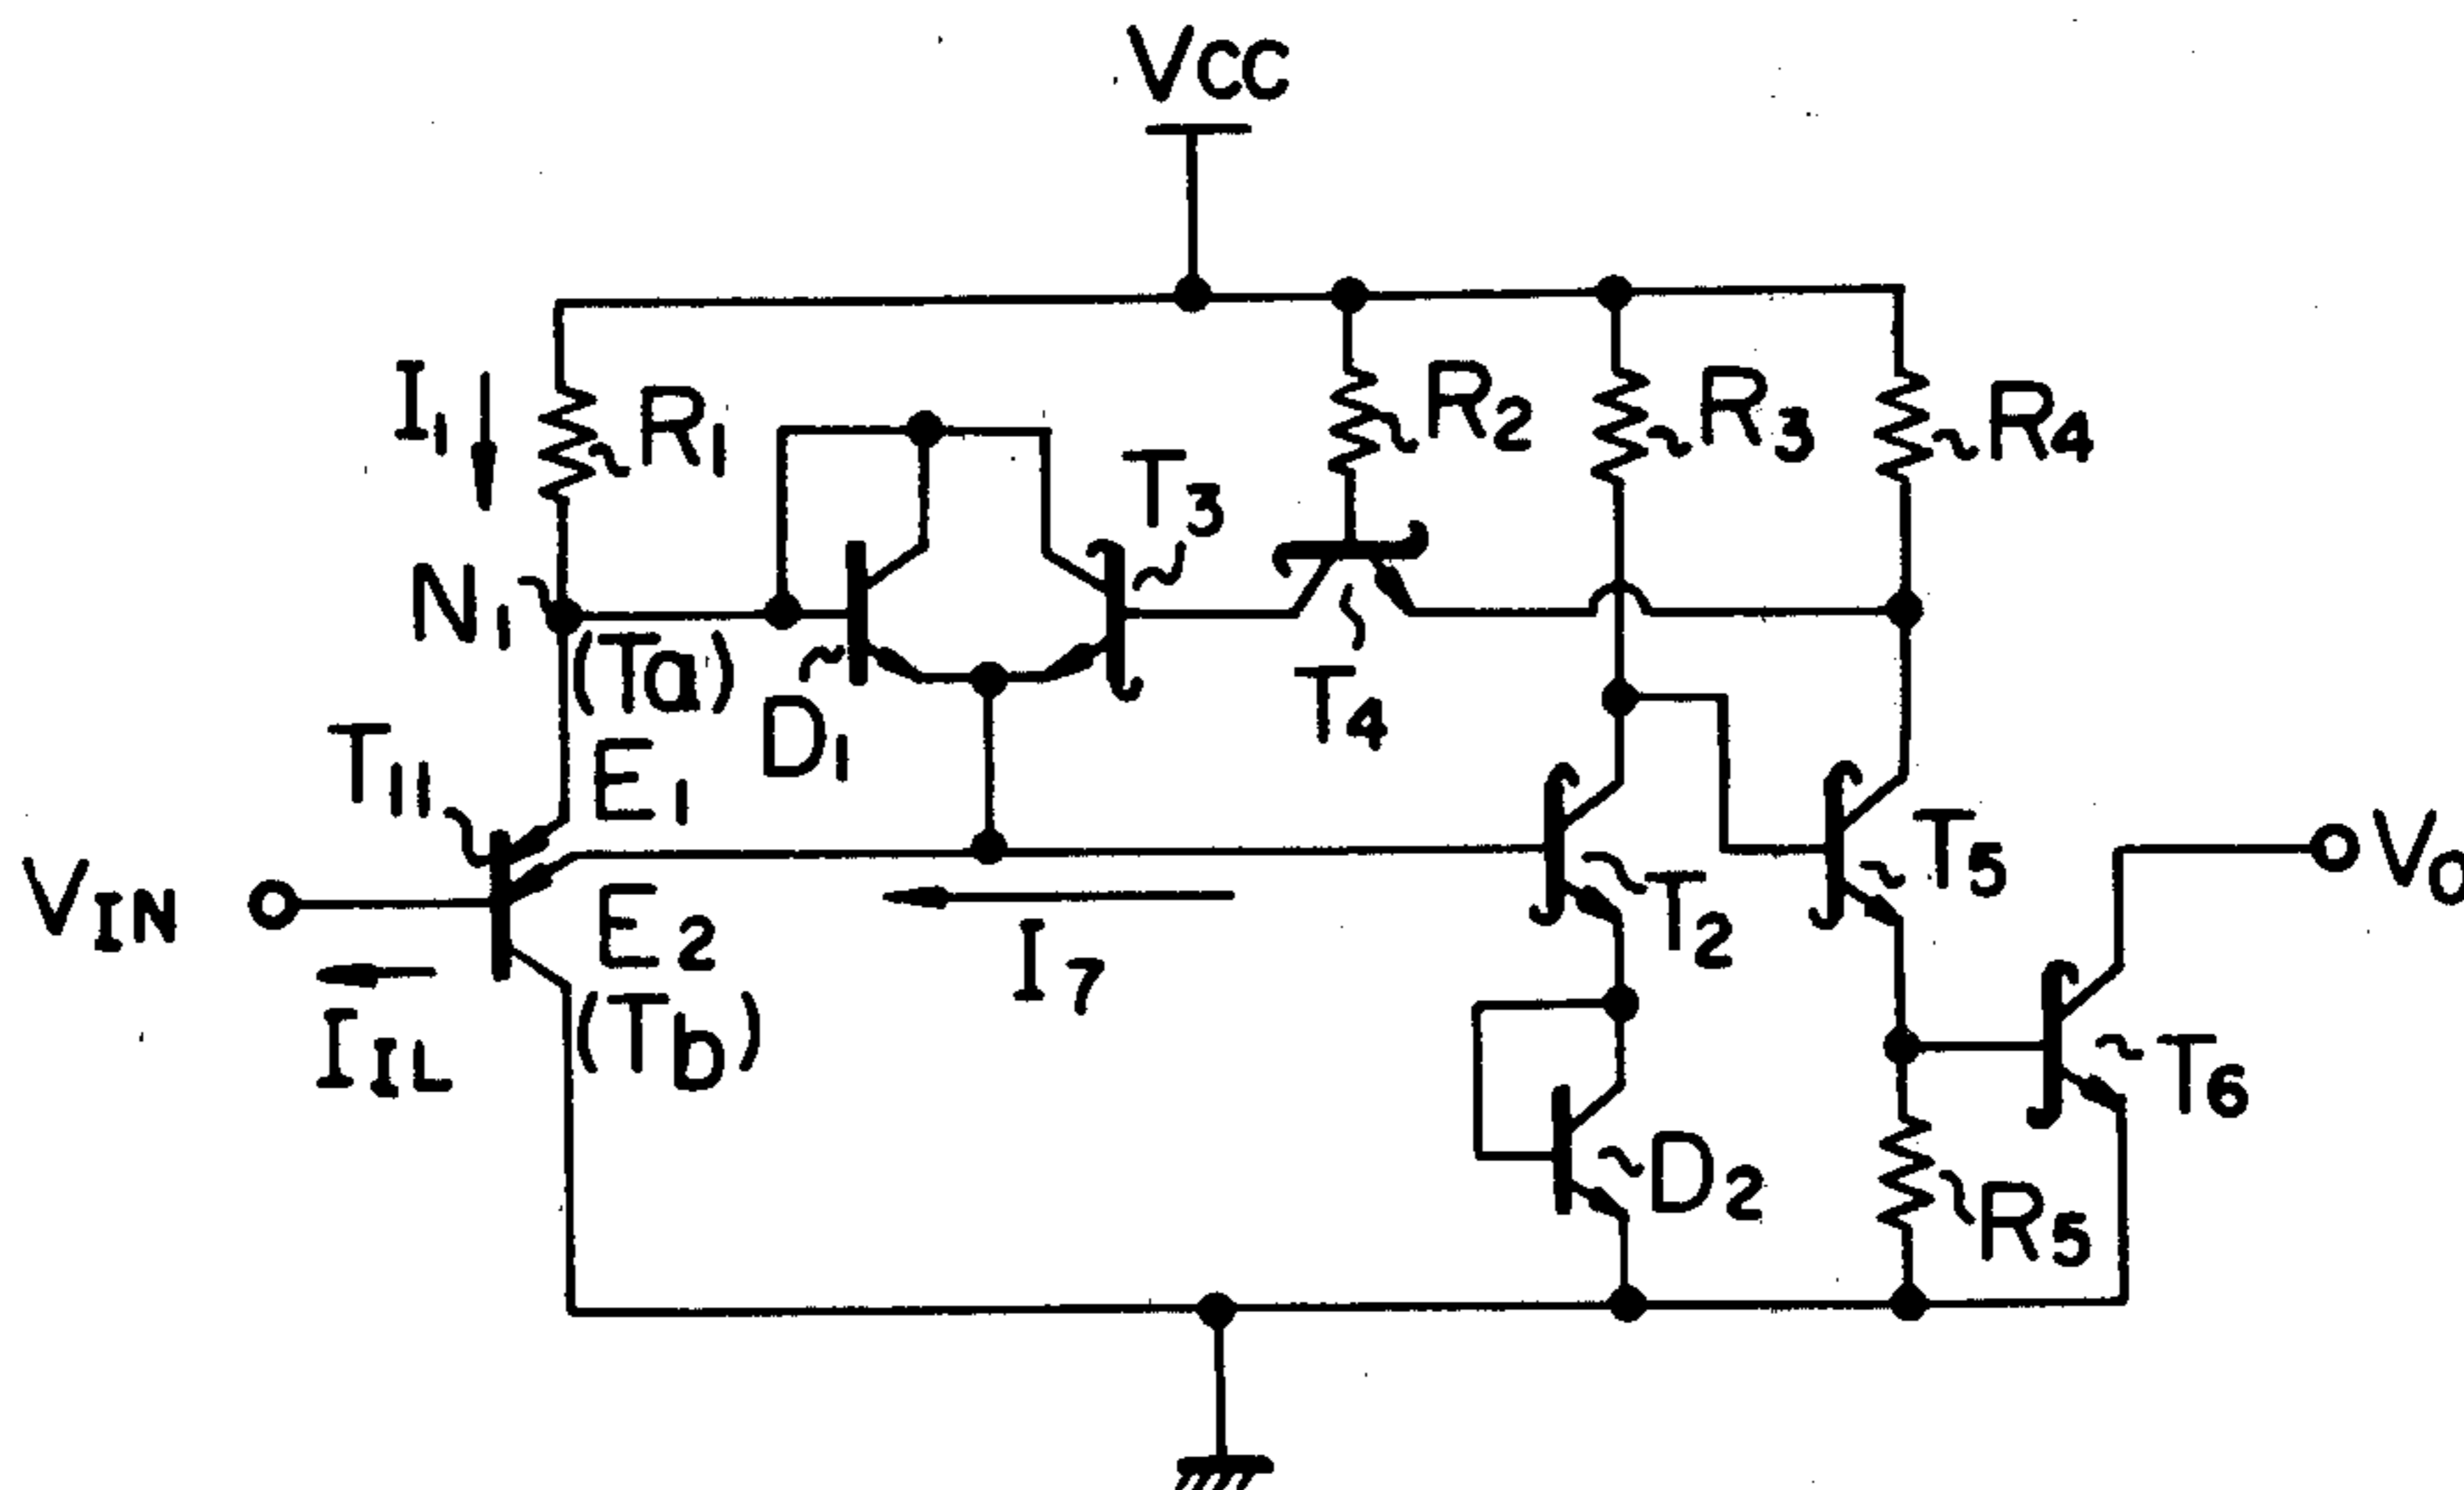 VCC
I1
R1
R2
R3
R4
T3
N1
(Ta)
D1
T4
T11
E1
VIN
E2
(Tb)
IIL
I7
T2
T5
VO
T6
D2
R5